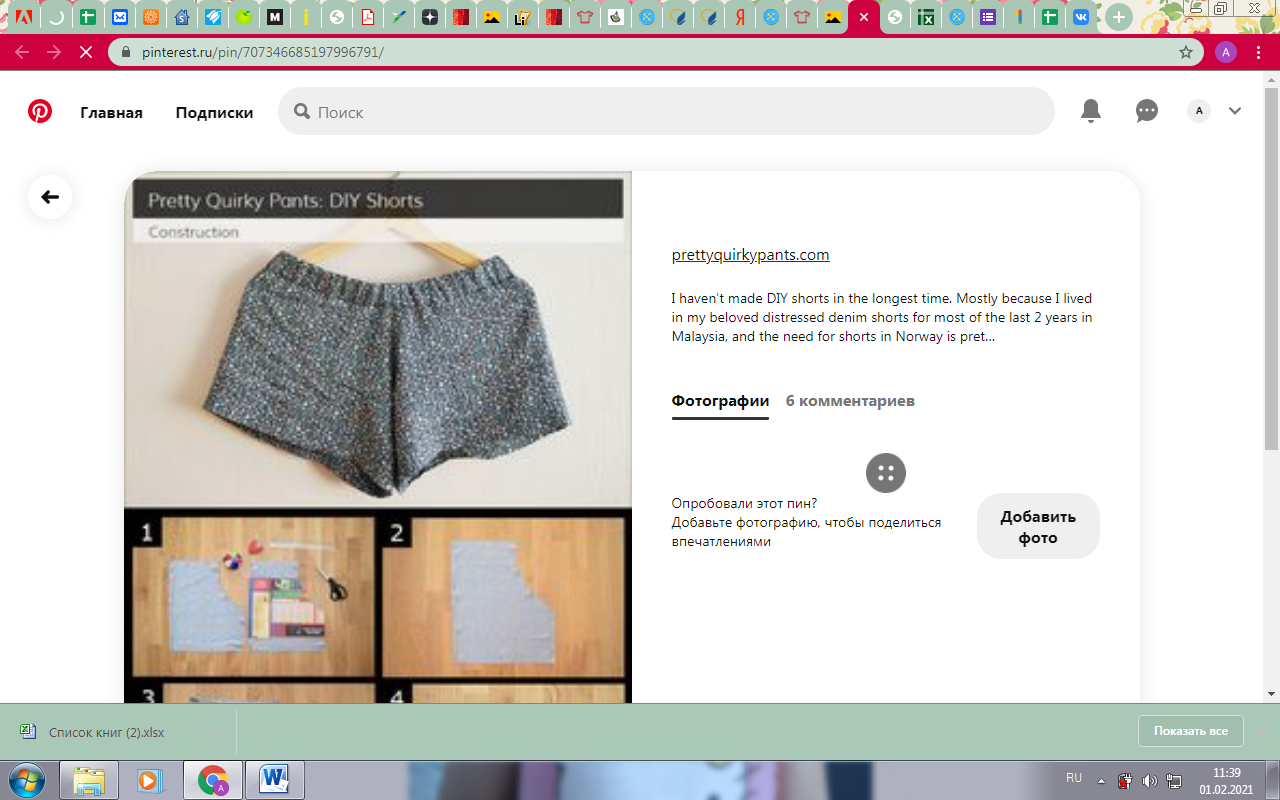 pinterest.ru/pin/707346685197996791/
A
Главная
Подписки
Поиск
A
Pretty Quirky Pants: DIY Shorts
Construction
1
2
3
4
prettyquirkypants.com
I haven't made DIY shorts in the longest time. Mostly because I lived
in my beloved distressed denim shorts for most of the last 2 years in
Malaysia, and the need for shorts in Norway is pret...
Фотографии
6 комментариев
Опробовали этот пин?
Добавьте фотографию, чтобы поделиться
впечатлениями
Добавить
фото
Список книг (2).xlsx
Показать все
RU
11:39
01.02.2021